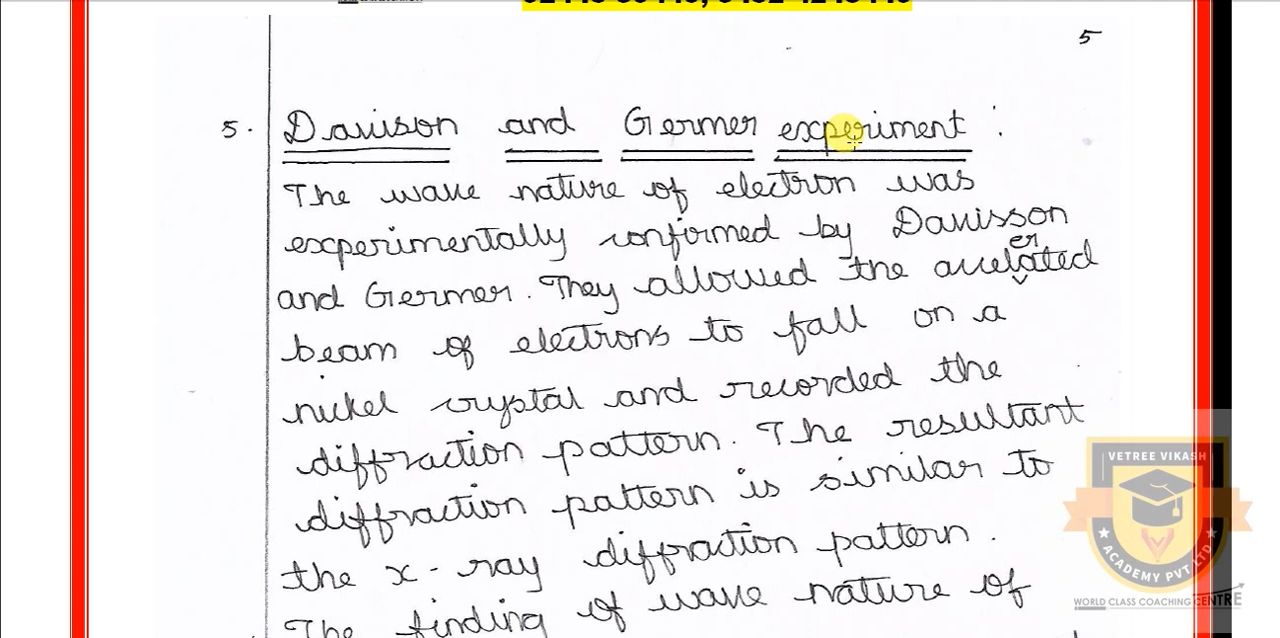 5
5. Davison and Germer experiment :
The wave nature of electron was
experimentally confirmed by Davisson
and Germer. They allowed the accelerated
beam of electrons to fall on a
nickel crystal and recorded the
diffraction pattern. The resultant
diffraction pattern is similar to
the x-ray diffraction pattern.
The finding of wave nature of
VETREE VIKASH
ACADEMY PVT LTD
WORLD CLASS COACHING CENTRE